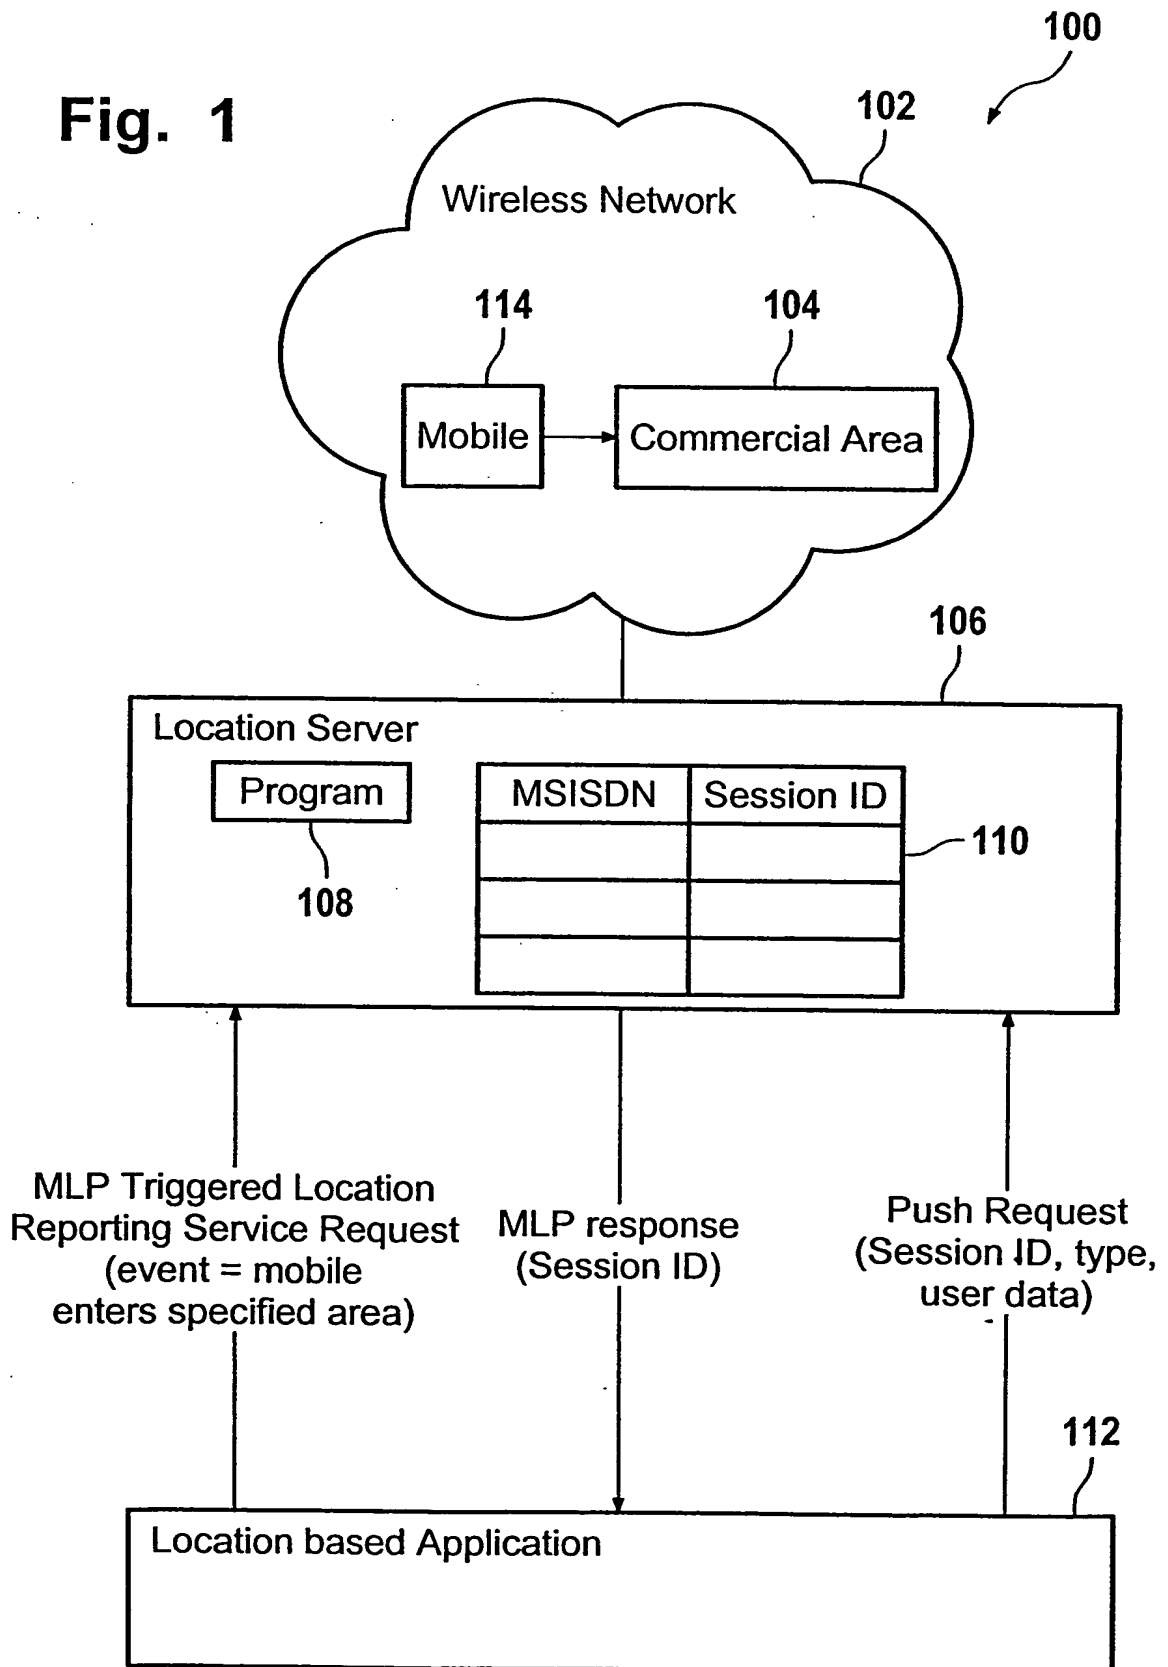 100
Fig. 1
102
Wireless Network
114
104
Mobile
Commercial Area
106
Location Server
Program
MSISDN
Session ID
110
108
MLP Triggered Location
Reporting Service Request
(event = mobile
enters specified area)
MLP response
(Session ID)
Push Request
(Session ID, type,
user data)
112
Location based Application